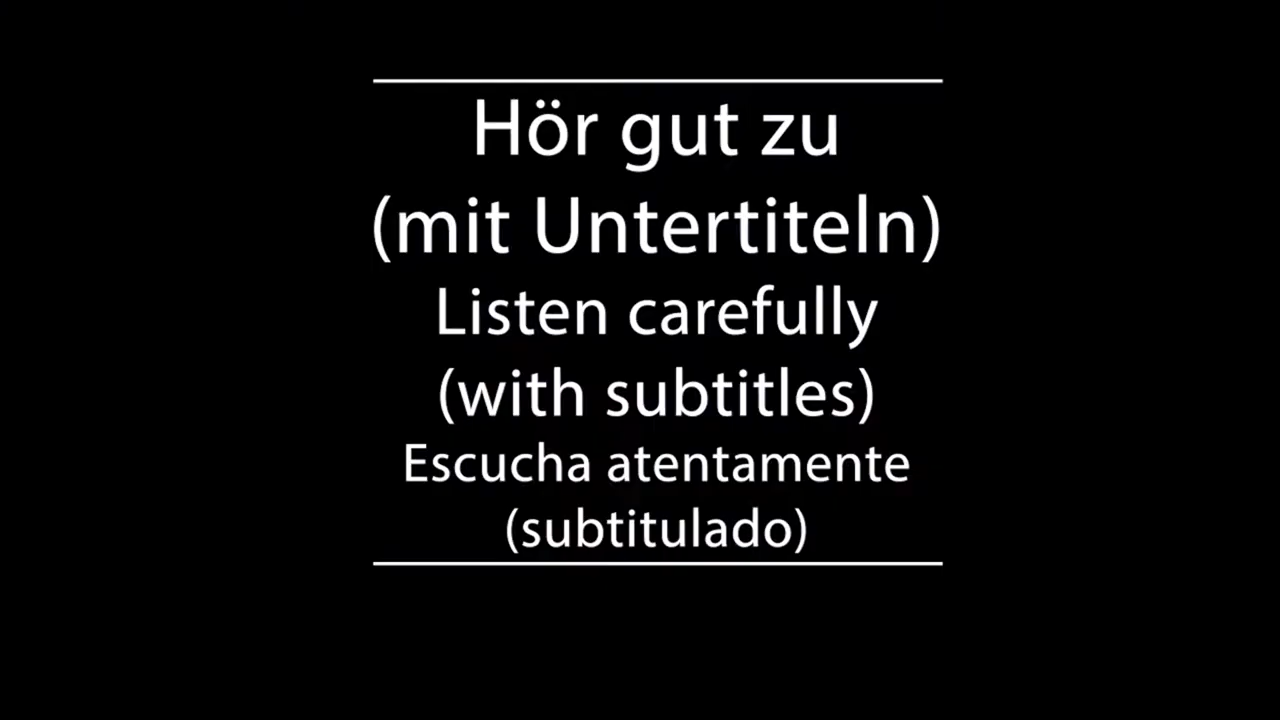 Hör gut zu
(mit Untertiteln)
Listen carefully
(with subtitles)
Escucha atentamente
(subtitulado)